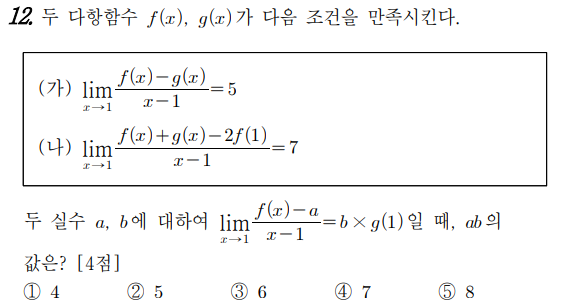 12. 두 다항함수 f(x), g(x)가 다음 조건을 만족시킨다.
(가) lim_{x→1} (f(x)−g(x))/(x−1) = 5
(나) lim_{x→1} (f(x)+g(x)−2f(1))/(x−1) = 7
두 실수 a, b에 대하여 lim_{x→1} (f(x)−a)/(x−1) = b×g(1)일 때, ab의
값은? [4점]
① 4 ② 5 ③ 6 ④ 7 ⑤ 8